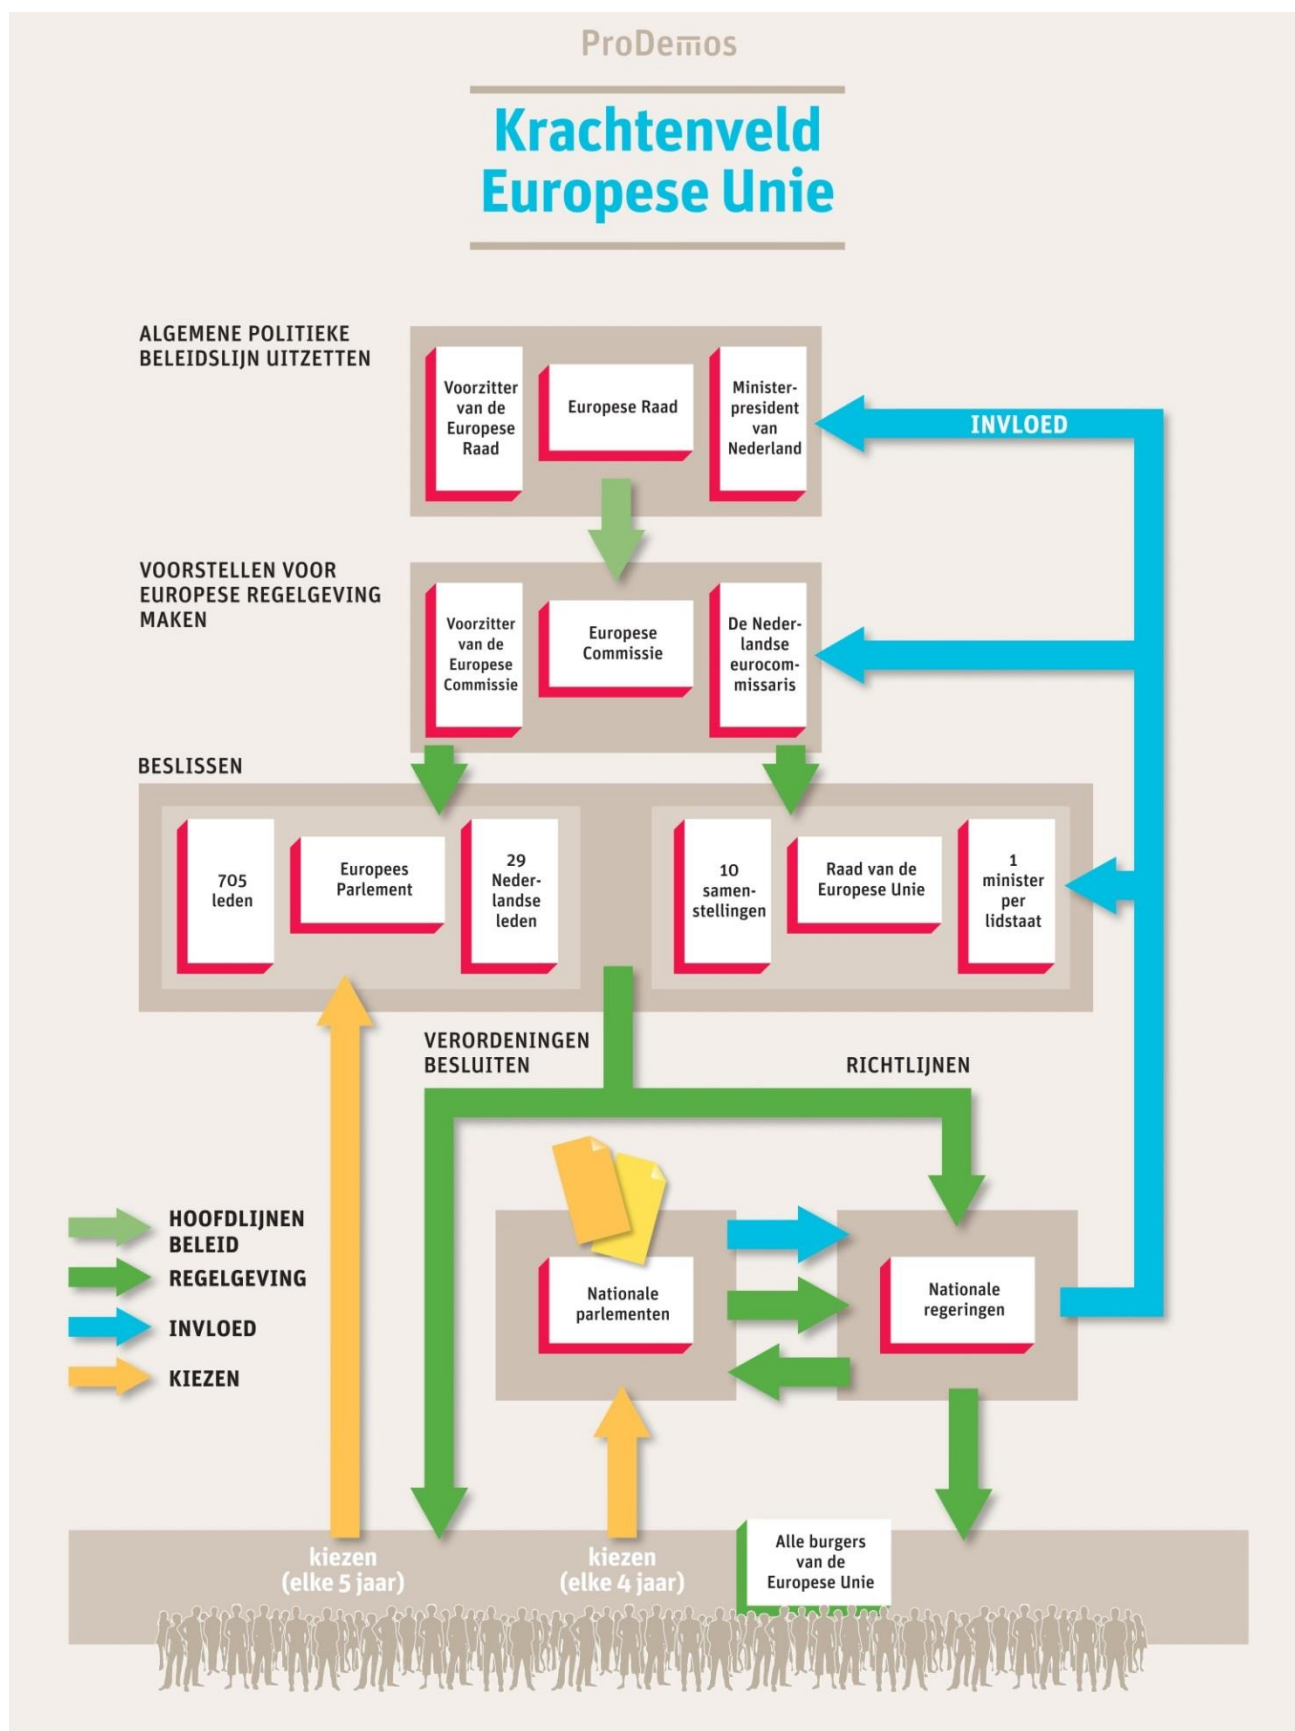 ProDemos
Krachtenveld
Europese Unie
ALGEMENE POLITIEKE
BELEIDSLIJN UITZETTEN
Voorzitter
van de
Europese
Raad
Europese Raad
Minister-
president
van
Nederland
INVLOED
VOORSTELLEN VOOR
EUROPESE REGELGEVING
MAKEN
Voorzitter
van de
Europese
Commissie
Europese
Commissie
De Neder-
landse
eurocom-
missaris
BESLISSEN
705
leden
Europees
Parlement
29
Neder-
landse
leden
10
samen-
stellingen
Raad van de
Europese Unie
1
minister
per
lidstaat
VERORDENINGEN
BESLUITEN
RICHTLIJNEN
HOOFDLIJNEN
BELEID
REGELGEVING
INVLOED
KIEZEN
Nationale
parlementen
Nationale
regeringen
kiezen
(elke 5 jaar)
kiezen
(elke 4 jaar)
Alle burgers
van de
Europese Unie